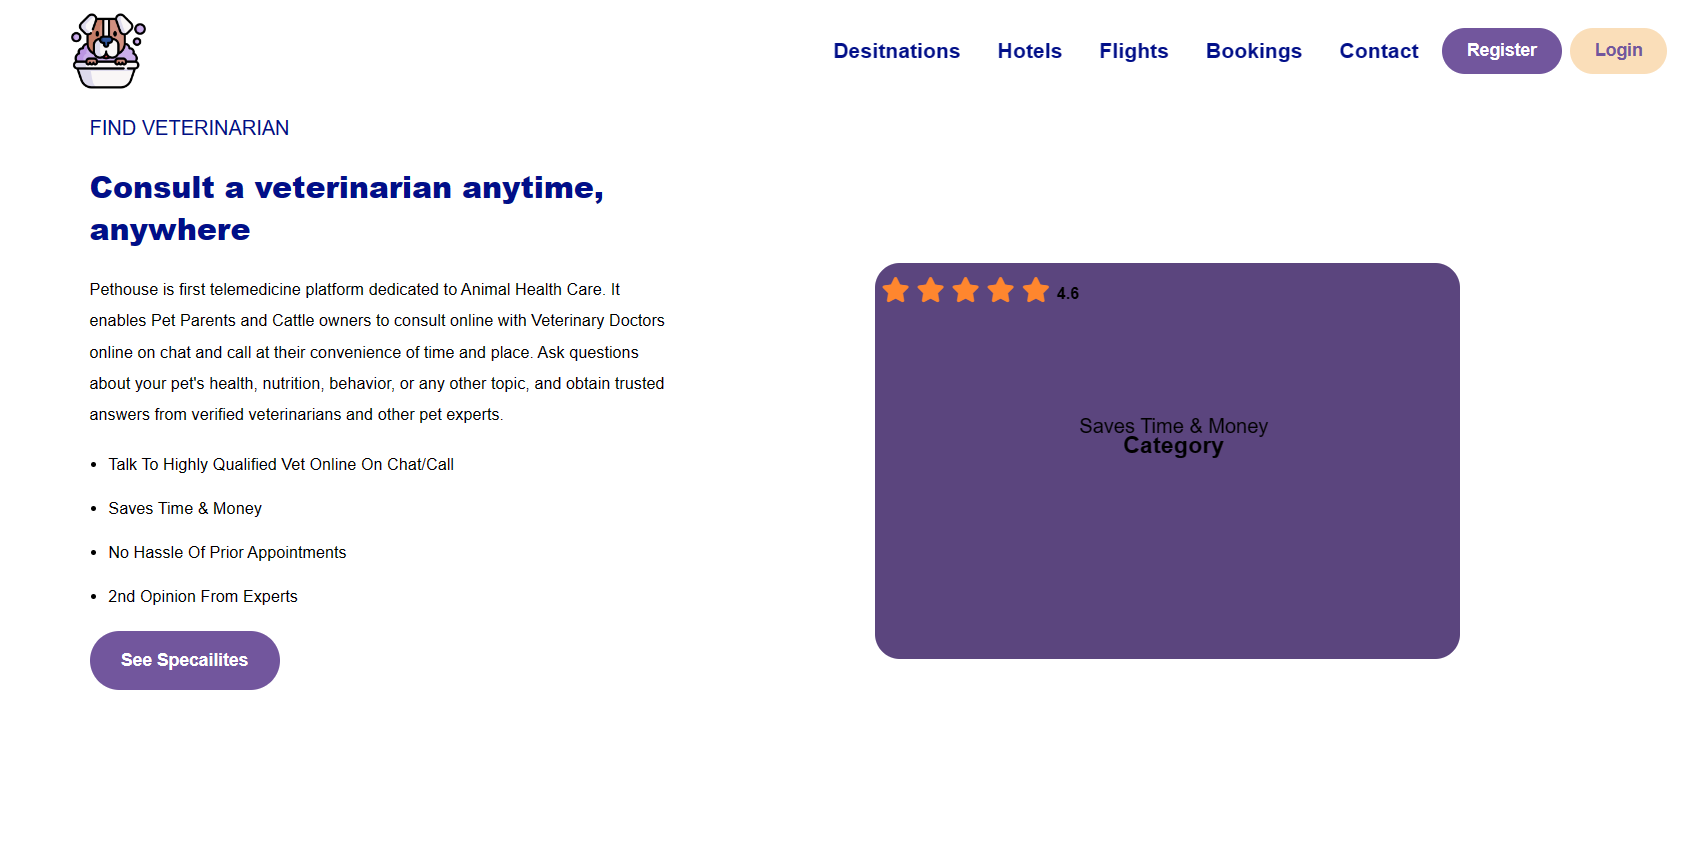 Desitnations Hotels Flights Bookings Contact Register Login
FIND VETERINARIAN
Consult a veterinarian anytime,
anywhere
Pethouse is first telemedicine platform dedicated to Animal Health Care. It
enables Pet Parents and Cattle owners to consult online with Veterinary Doctors
online on chat and call at their convenience of time and place. Ask questions
about your pet's health, nutrition, behavior, or any other topic, and obtain trusted
answers from verified veterinarians and other pet experts.
• Talk To Highly Qualified Vet Online On Chat/Call
• Saves Time & Money
• No Hassle Of Prior Appointments
• 2nd Opinion From Experts
See Specailites
4.6
Saves Time & Money
Category